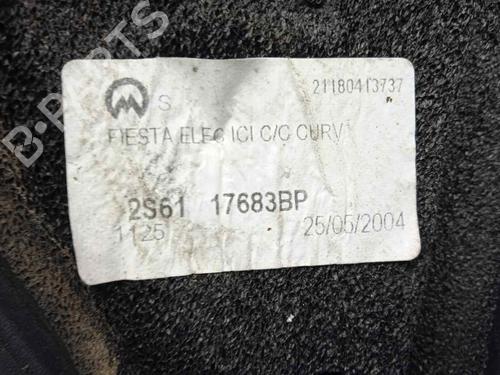 B-PARTS
S
21180413737
FIESTA ELEC ICI C/C CURV
2S61 17683BP
1125
25/05/2004